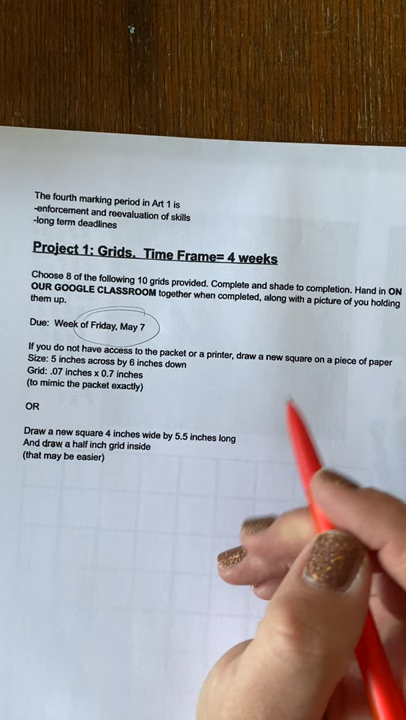 The fourth marking period in Art 1 is
-enforcement and reevaluation of skills
-long term deadlines
Project 1: Grids. Time Frame= 4 weeks
Choose 8 of the following 10 grids provided. Complete and shade to completion. Hand in ON
OUR GOOGLE CLASSROOM together when completed, along with a picture of you holding
them up.
Due: Week of Friday, May 7
If you do not have access to the packet or a printer, draw a new square on a piece of paper
Size: 5 inches across by 6 inches down
Grid: .07 inches x 0.7 inches
(to mimic the packet exactly)
OR
Draw a new square 4 inches wide by 5.5 inches long
And draw a half inch grid inside
(that may be easier)